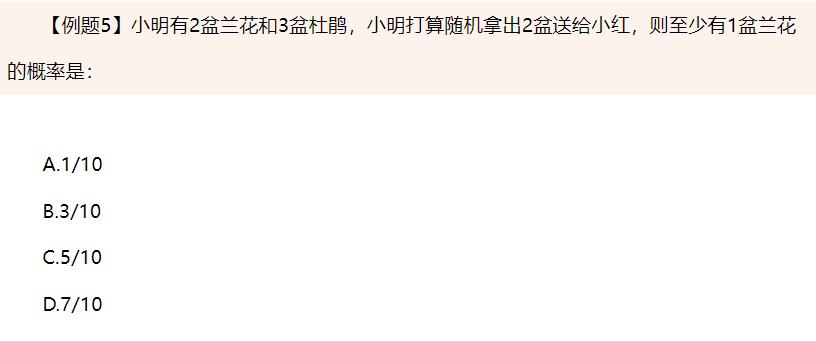 【例题5】小明有2盆兰花和3盆杜鹃，小明打算随机拿出2盆送给小红，则至少有1盆兰花
的概率是：
A.1/10
B.3/10
C.5/10
D.7/10